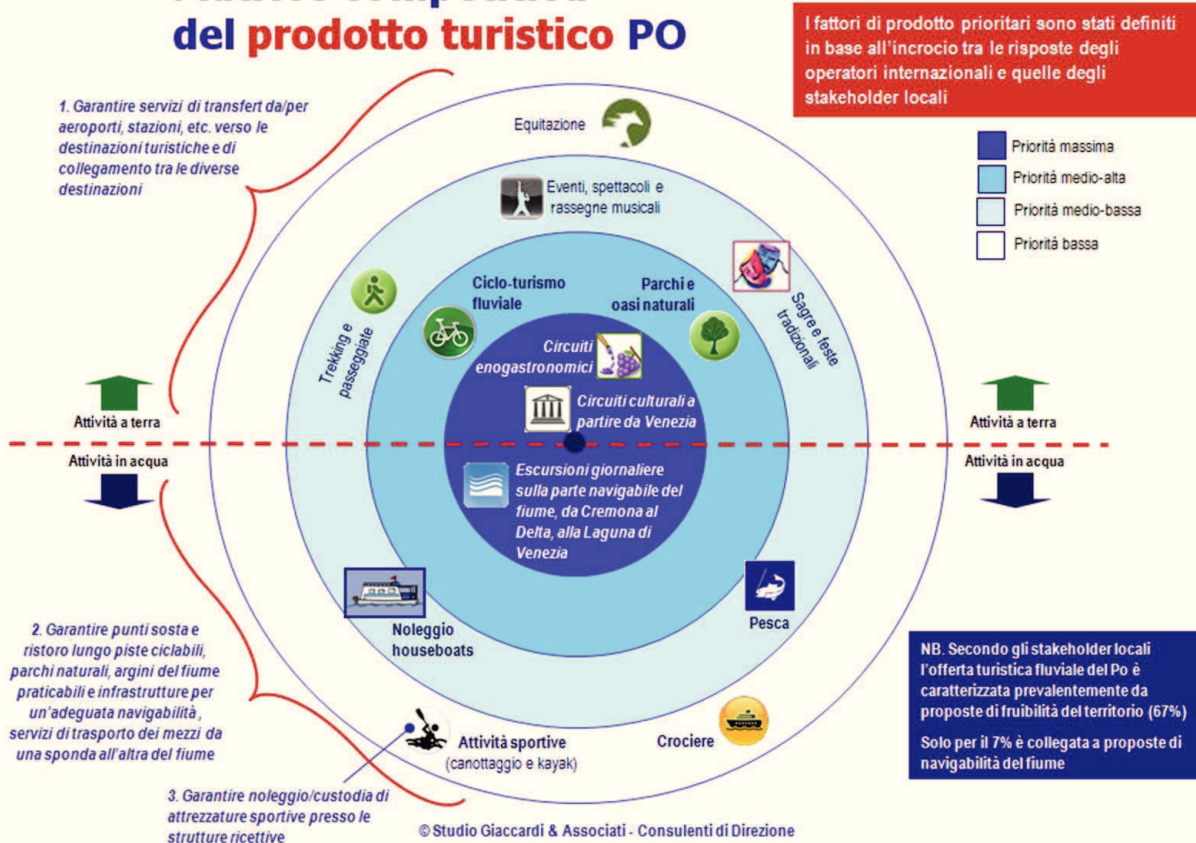 del prodotto turistico PO
I fattori di prodotto prioritari sono stati definiti
in base all'incrocio tra le risposte degli
operatori internazionali e quelle degli
stakeholder locali
1. Garantire servizi di transfert da/per
aeroporti, stazioni, etc. verso le
destinazioni turistiche e di
collegamento tra le diverse
destinazioni
Equitazione
Priorità massima
Priorità medio-alta
Priorità medio-bassa
Priorità bassa
Eventi, spettacoli e
rassegne musicali
Ciclo-turismo
fluviale
Parchi e
oasi naturali
Trekking e
passeggiate
Sagre e feste
tradizionali
Circuiti
enogastronomici
Circuiti culturali a
partire da Venezia
Attività a terra
Attività in acqua
Attività a terra
Attività in acqua
Escursioni giornaliere
sulla parte navigabile del
fiume, da Cremona al
Delta, alla Laguna di
Venezia
Noleggio
houseboats
Pesca
2. Garantire punti sosta e
ristoro lungo piste ciclabili,
parchi naturali, argini del fiume
praticabili e infrastrutture per
un'adeguata navigabilità ,
servizi di trasporto dei mezzi da
una sponda all'altra del fiume
NB. Secondo gli stakeholder locali
l'offerta turistica fluviale del Po è
caratterizzata prevalentemente da
proposte di fruibilità del territorio (67%)
Solo per il 7% è collegata a proposte di
navigabilità del fiume
Attività sportive
(canottaggio e kayak)
Crociere
3. Garantire noleggio/custodia di
attrezzature sportive presso le
strutture ricettive
© Studio Giaccardi & Associati - Consulenti di Direzione